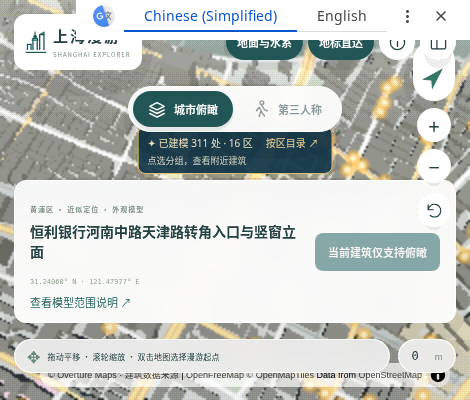 Chinese (Simplified)
English
上海漫游
SHANGHAI EXPLORER
地面与水系
地标直达
城市俯瞰
第三人称
✦ 已建模 311 处 · 16 区 按区目录 ↗
点选分组，查看附近建筑
黄浦区 · 近似定位 · 外观模型
恒利银行河南中路天津路转角入口与竖窗立
面
当前建筑仅支持俯瞰
31.24060° N · 121.47977° E
查看模型范围说明 ↗
拖动平移 · 滚轮缩放 · 双击地图选择漫游起点
0 m
© Overture Maps · 建筑数据来源 | OpenFreeMap © OpenMapTiles Data from OpenStreetMap